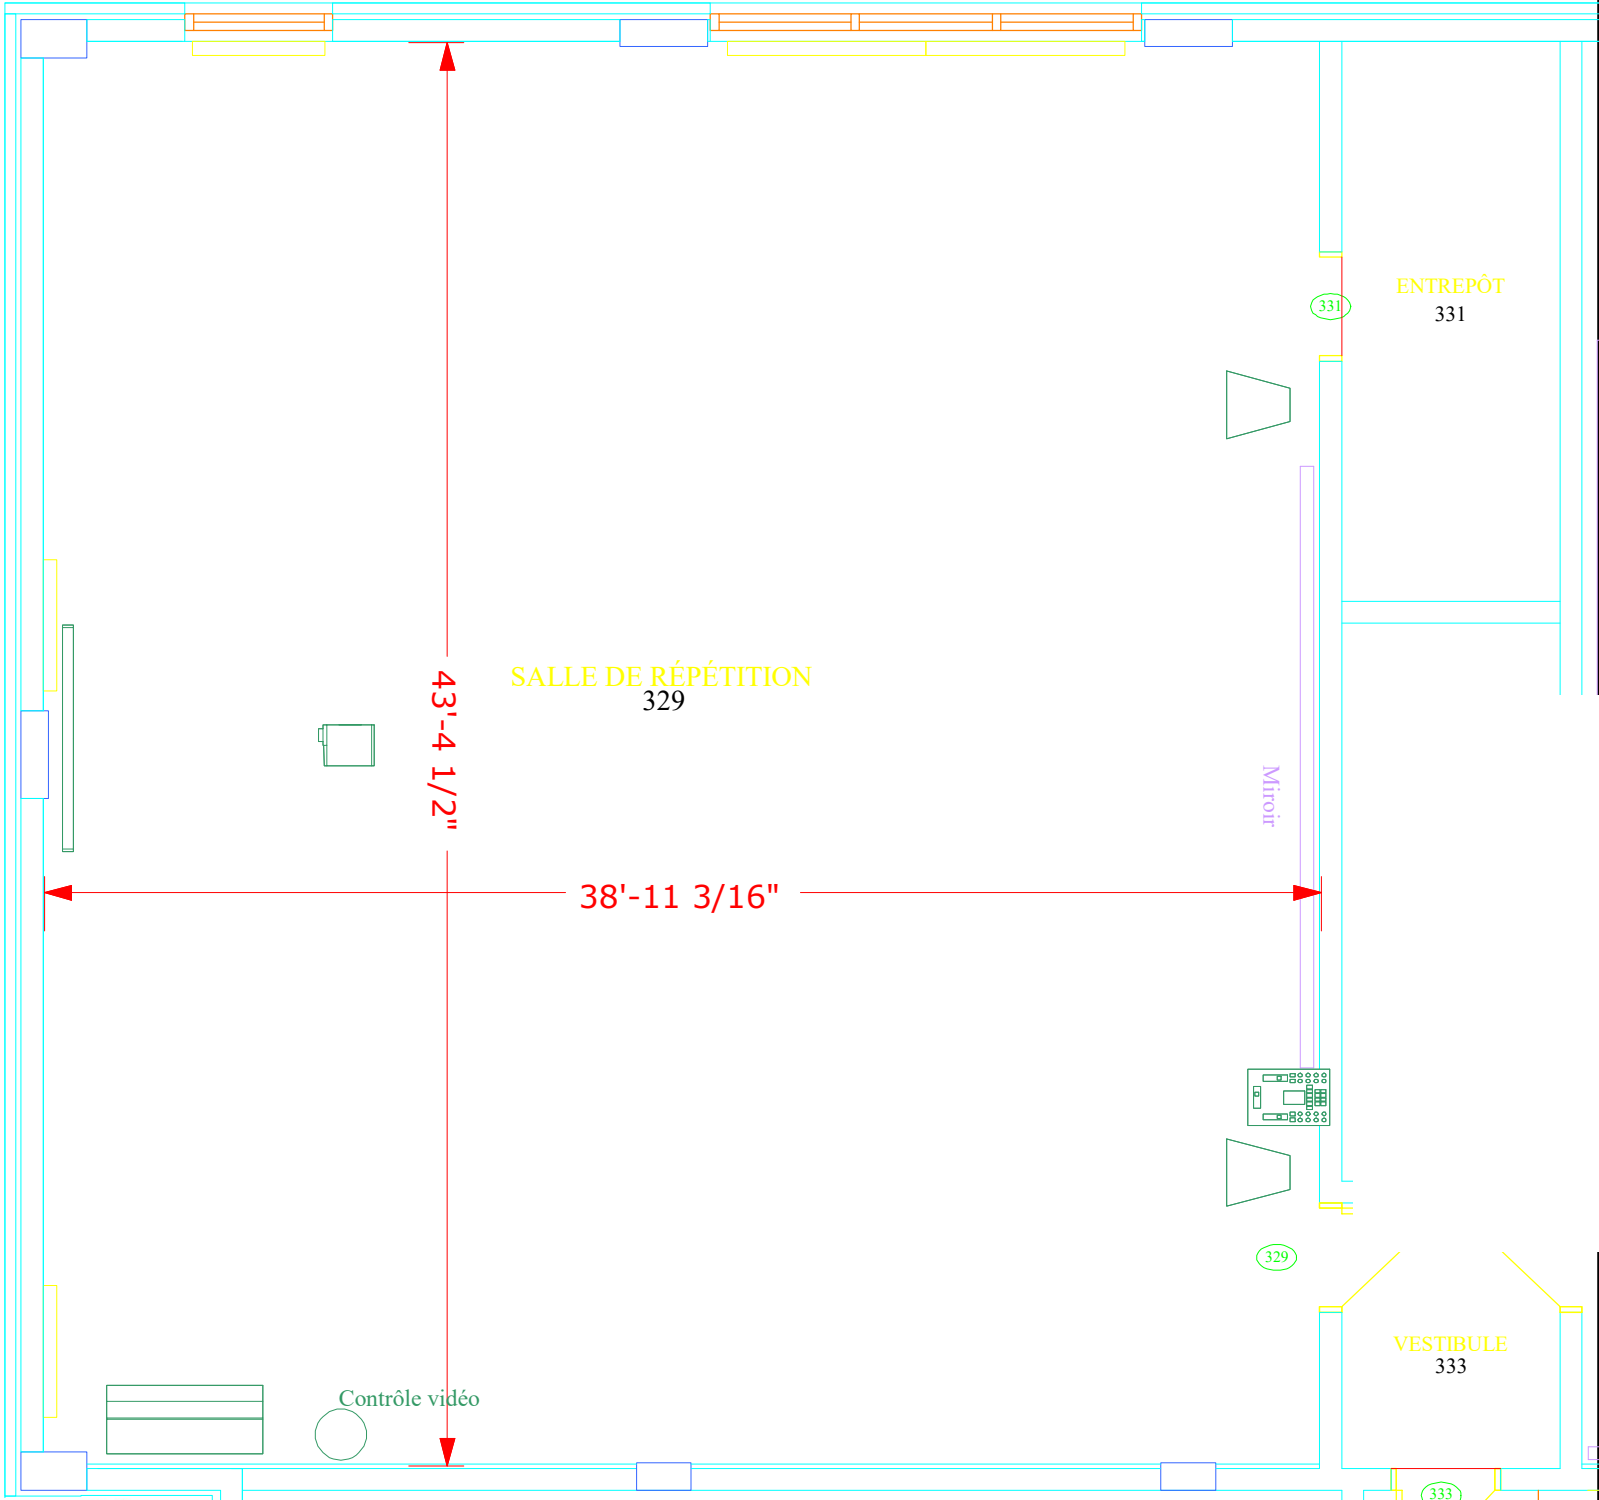 ENTREPÔT
331
331
SALLE DE RÉPÉTITION
329
43'-4 1/2"
Miroir
38'-11 3/16"
329
VESTIBULE
333
Contrôle vidéo
333